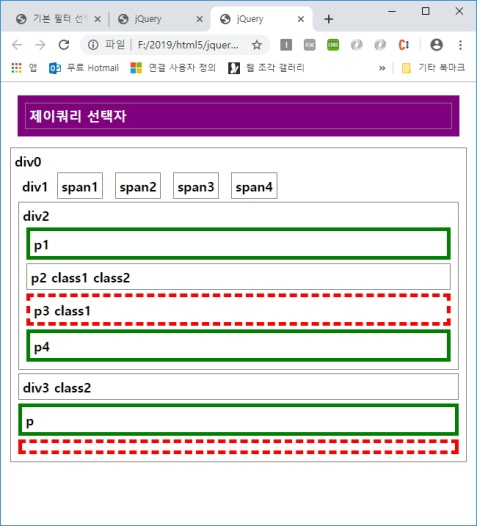 기본 필터 선택
jQuery
jQuery
파일 F:/2019/html5/jquer...
앱 무료 Hotmail 연결 사용자 정의 웹 조각 갤러리 » 기타 북마크
제이쿼리 선택자
div0
div1 span1 span2 span3 span4
div2
p1
p2 class1 class2
p3 class1
p4
div3 class2
p